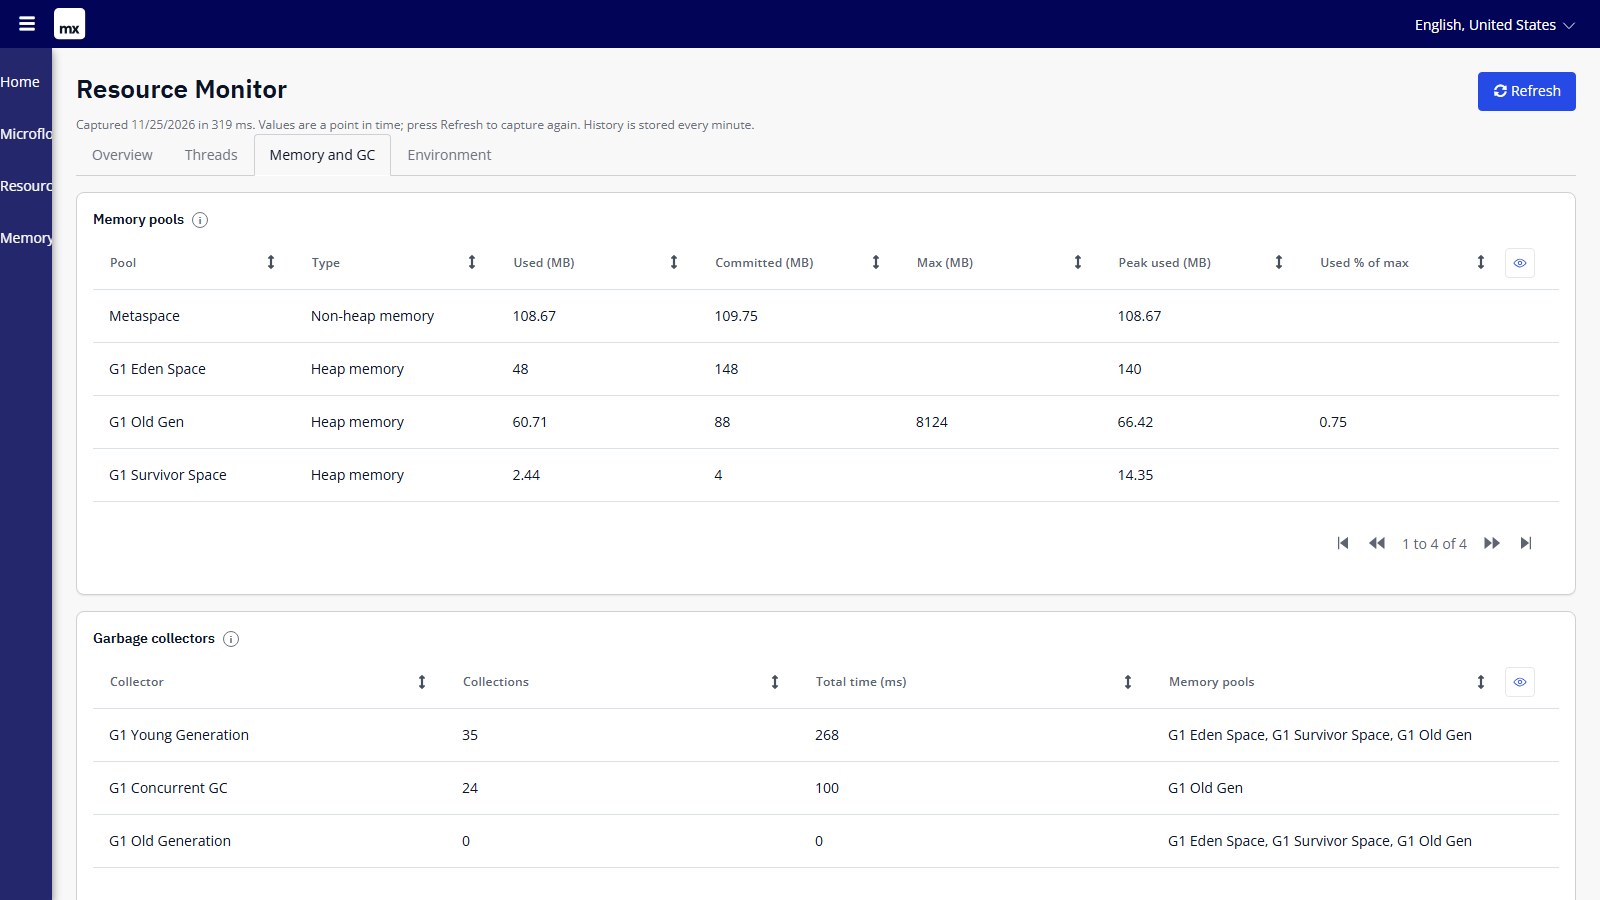 mx
English, United States
Home
Microflo
Resourc
Memory
Resource Monitor
Refresh
Captured 11/25/2026 in 319 ms. Values are a point in time; press Refresh to capture again. History is stored every minute.
Overview Threads Memory and GC Environment
Memory pools
Pool Type Used (MB) Committed (MB) Max (MB) Peak used (MB) Used % of max
Metaspace Non-heap memory 108.67 109.75 108.67
G1 Eden Space Heap memory 48 148 140
G1 Old Gen Heap memory 60.71 88 8124 66.42 0.75
G1 Survivor Space Heap memory 2.44 4 14.35
1 to 4 of 4
Garbage collectors
Collector Collections Total time (ms) Memory pools
G1 Young Generation 35 268 G1 Eden Space, G1 Survivor Space, G1 Old Gen
G1 Concurrent GC 24 100 G1 Old Gen
G1 Old Generation 0 0 G1 Eden Space, G1 Survivor Space, G1 Old Gen